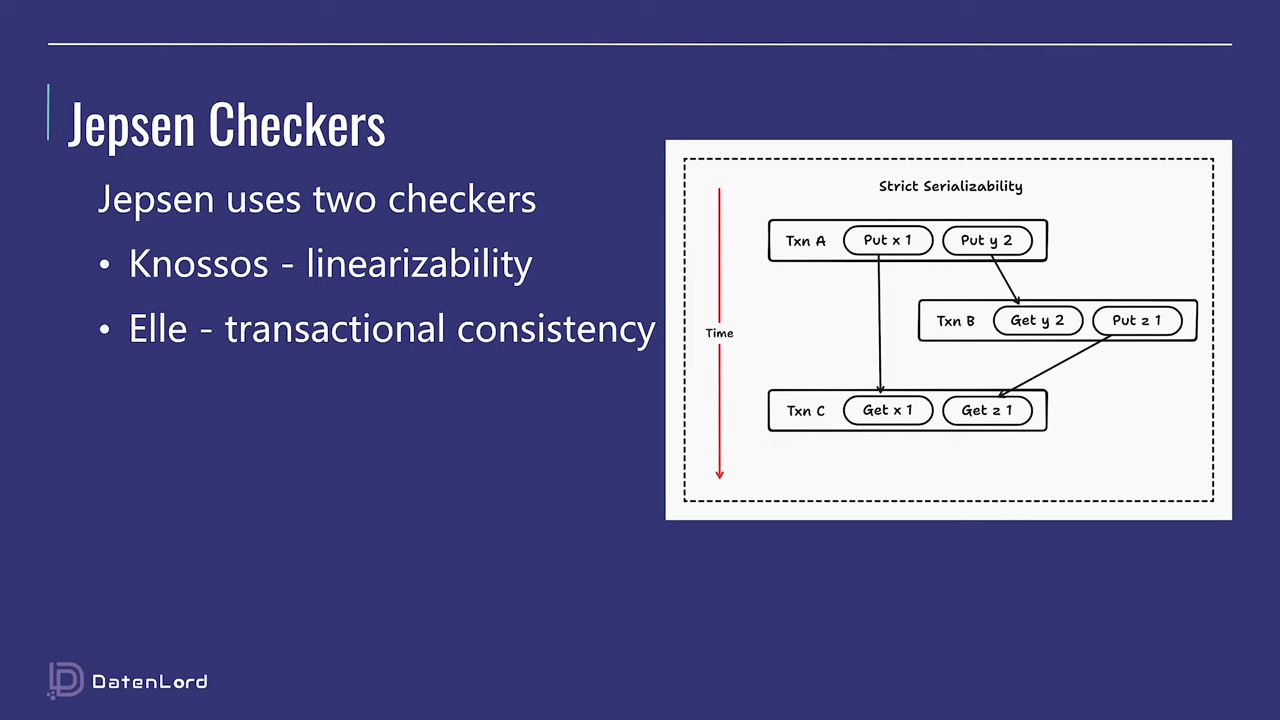 Jepsen Checkers
Jepsen uses two checkers
• Knossos - linearizability
• Elle - transactional consistency
Strict Serializability
Txn A Put x 1 Put y 2
Txn B Get y 2 Put z 1
Time
Txn C Get x 1 Get z 1
DatenLord